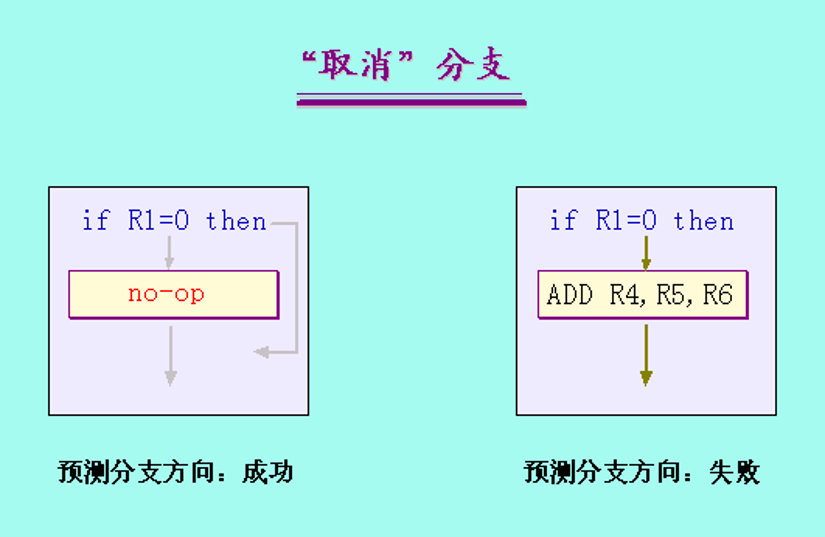 “取消”分支
if R1=0 then
no-op
预测分支方向：成功
if R1=0 then
ADD R4,R5,R6
预测分支方向：失败